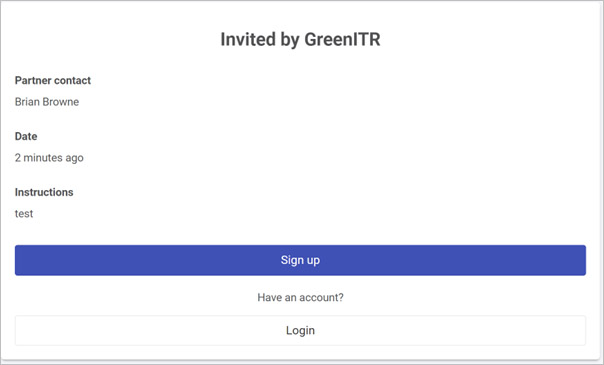 Invited by GreenITR
Partner contact
Brian Browne
Date
2 minutes ago
Instructions
test
Sign up
Have an account?
Login